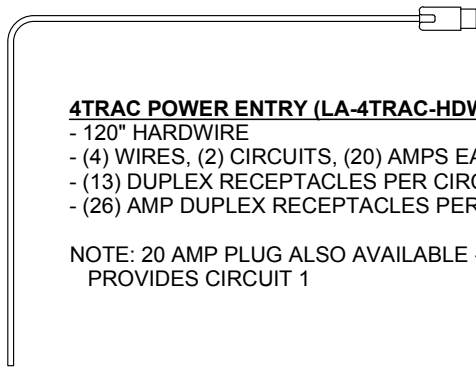 4TRAC POWER ENTRY (LA-4TRAC-HDW
- 120" HARDWIRE
- (4) WIRES, (2) CIRCUITS, (20) AMPS EA
- (13) DUPLEX RECEPTACLES PER CIRC
- (26) AMP DUPLEX RECEPTACLES PER
NOTE: 20 AMP PLUG ALSO AVAILABLE -
PROVIDES CIRCUIT 1